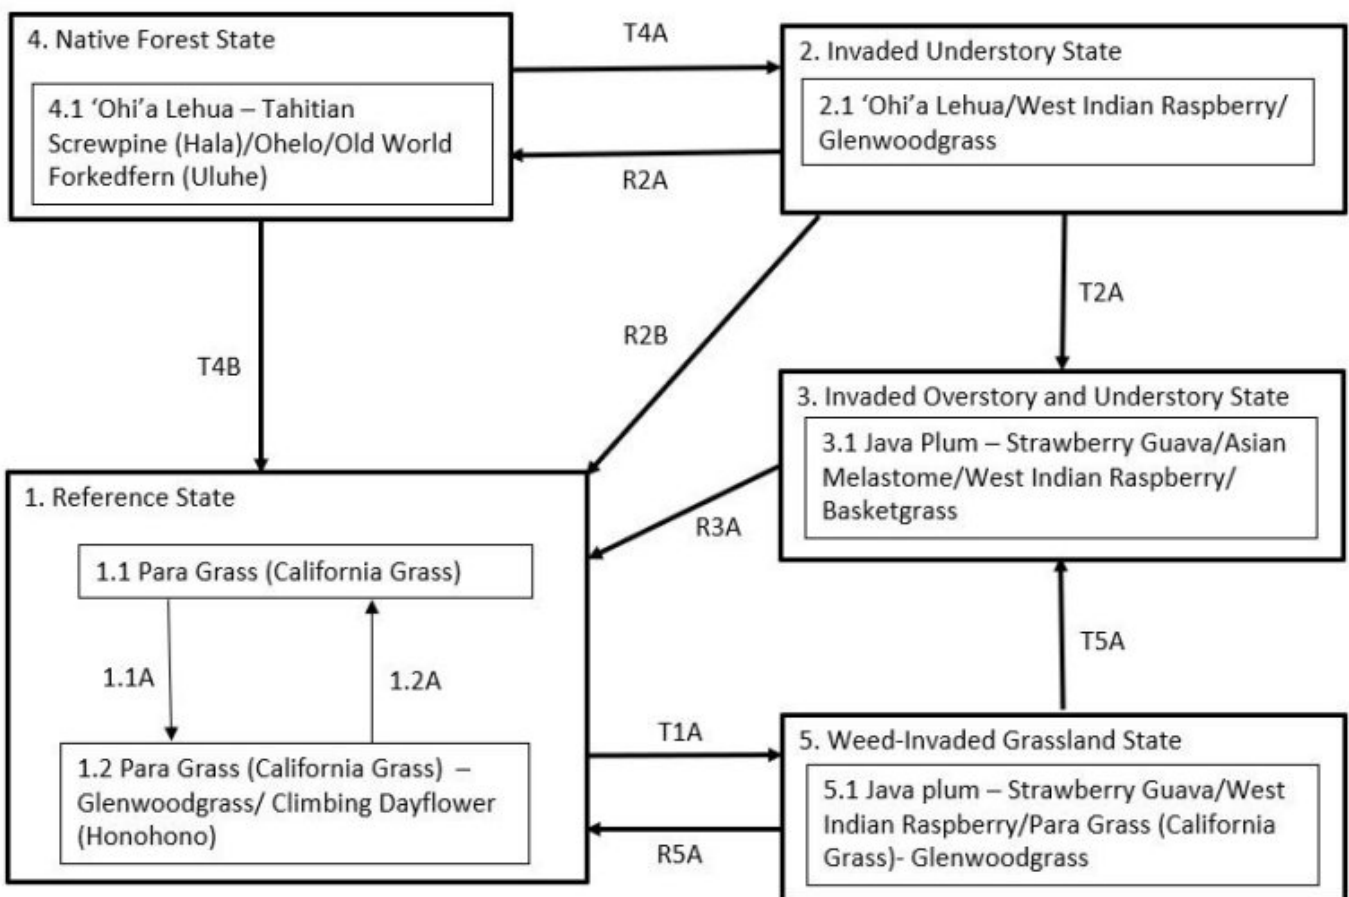 4. Native Forest State
4.1 ‘Ohi’a Lehua – Tahitian
Screwpine (Hala)/Ohelo/Old World
Forkedfern (Uluhe)
T4A
R2A
2. Invaded Understory State
2.1 ‘Ohi’a Lehua/West Indian Raspberry/
Glenwoodgrass
T4B
R2B
T2A
3. Invaded Overstory and Understory State
3.1 Java Plum – Strawberry Guava/Asian
Melastome/West Indian Raspberry/
Basketgrass
R3A
1. Reference State
1.1 Para Grass (California Grass)
1.1A
1.2A
1.2 Para Grass (California Grass) –
Glenwoodgrass/ Climbing Dayflower
(Honohono)
T1A
R5A
T5A
5. Weed-Invaded Grassland State
5.1 Java plum – Strawberry Guava/West
Indian Raspberry/Para Grass (California
Grass)- Glenwoodgrass